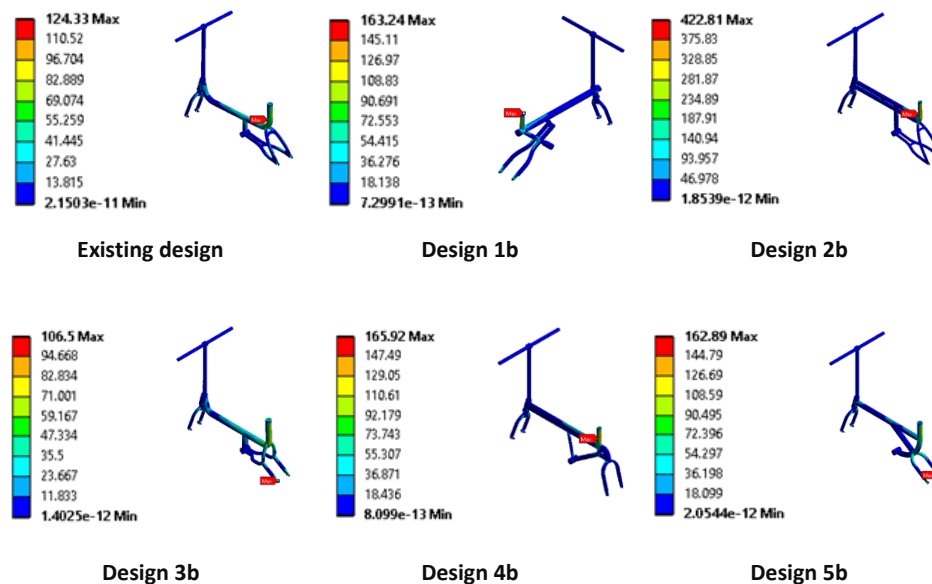 124.33 Max
110.52
96.704
82.889
69.074
55.259
41.445
27.63
13.815
2.1503e-11 Min
Max
Existing design
163.24 Max
145.11
126.97
108.83
90.691
72.553
54.415
36.276
18.138
7.2991e-13 Min
Max
Design 1b
422.81 Max
375.83
328.85
281.87
234.89
187.91
140.94
93.957
46.978
1.8539e-12 Min
Max
Design 2b
106.5 Max
94.668
82.834
71.001
59.167
47.334
35.5
23.667
11.833
1.4025e-12 Min
Max
Design 3b
165.92 Max
147.49
129.05
110.61
92.179
73.743
55.307
36.871
18.436
8.099e-13 Min
Max
Design 4b
162.89 Max
144.79
126.69
108.59
90.495
72.396
54.297
36.198
18.099
2.0544e-12 Min
Max
Design 5b